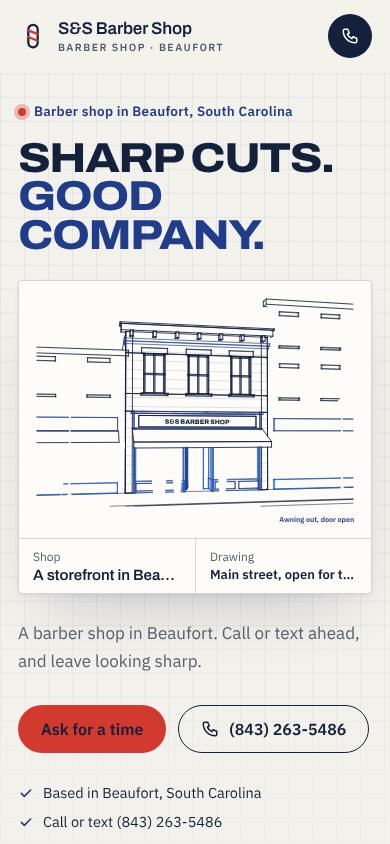 S&S Barber Shop
BARBER SHOP · BEAUFORT
Barber shop in Beaufort, South Carolina
SHARP CUTS.
GOOD
COMPANY.
S&S BARBER SHOP
Awning out, door open
Shop
A storefront in Bea...
Drawing
Main street, open for t...
A barber shop in Beaufort. Call or text ahead,
and leave looking sharp.
Ask for a time
(843) 263-5486
Based in Beaufort, South Carolina
Call or text (843) 263-5486